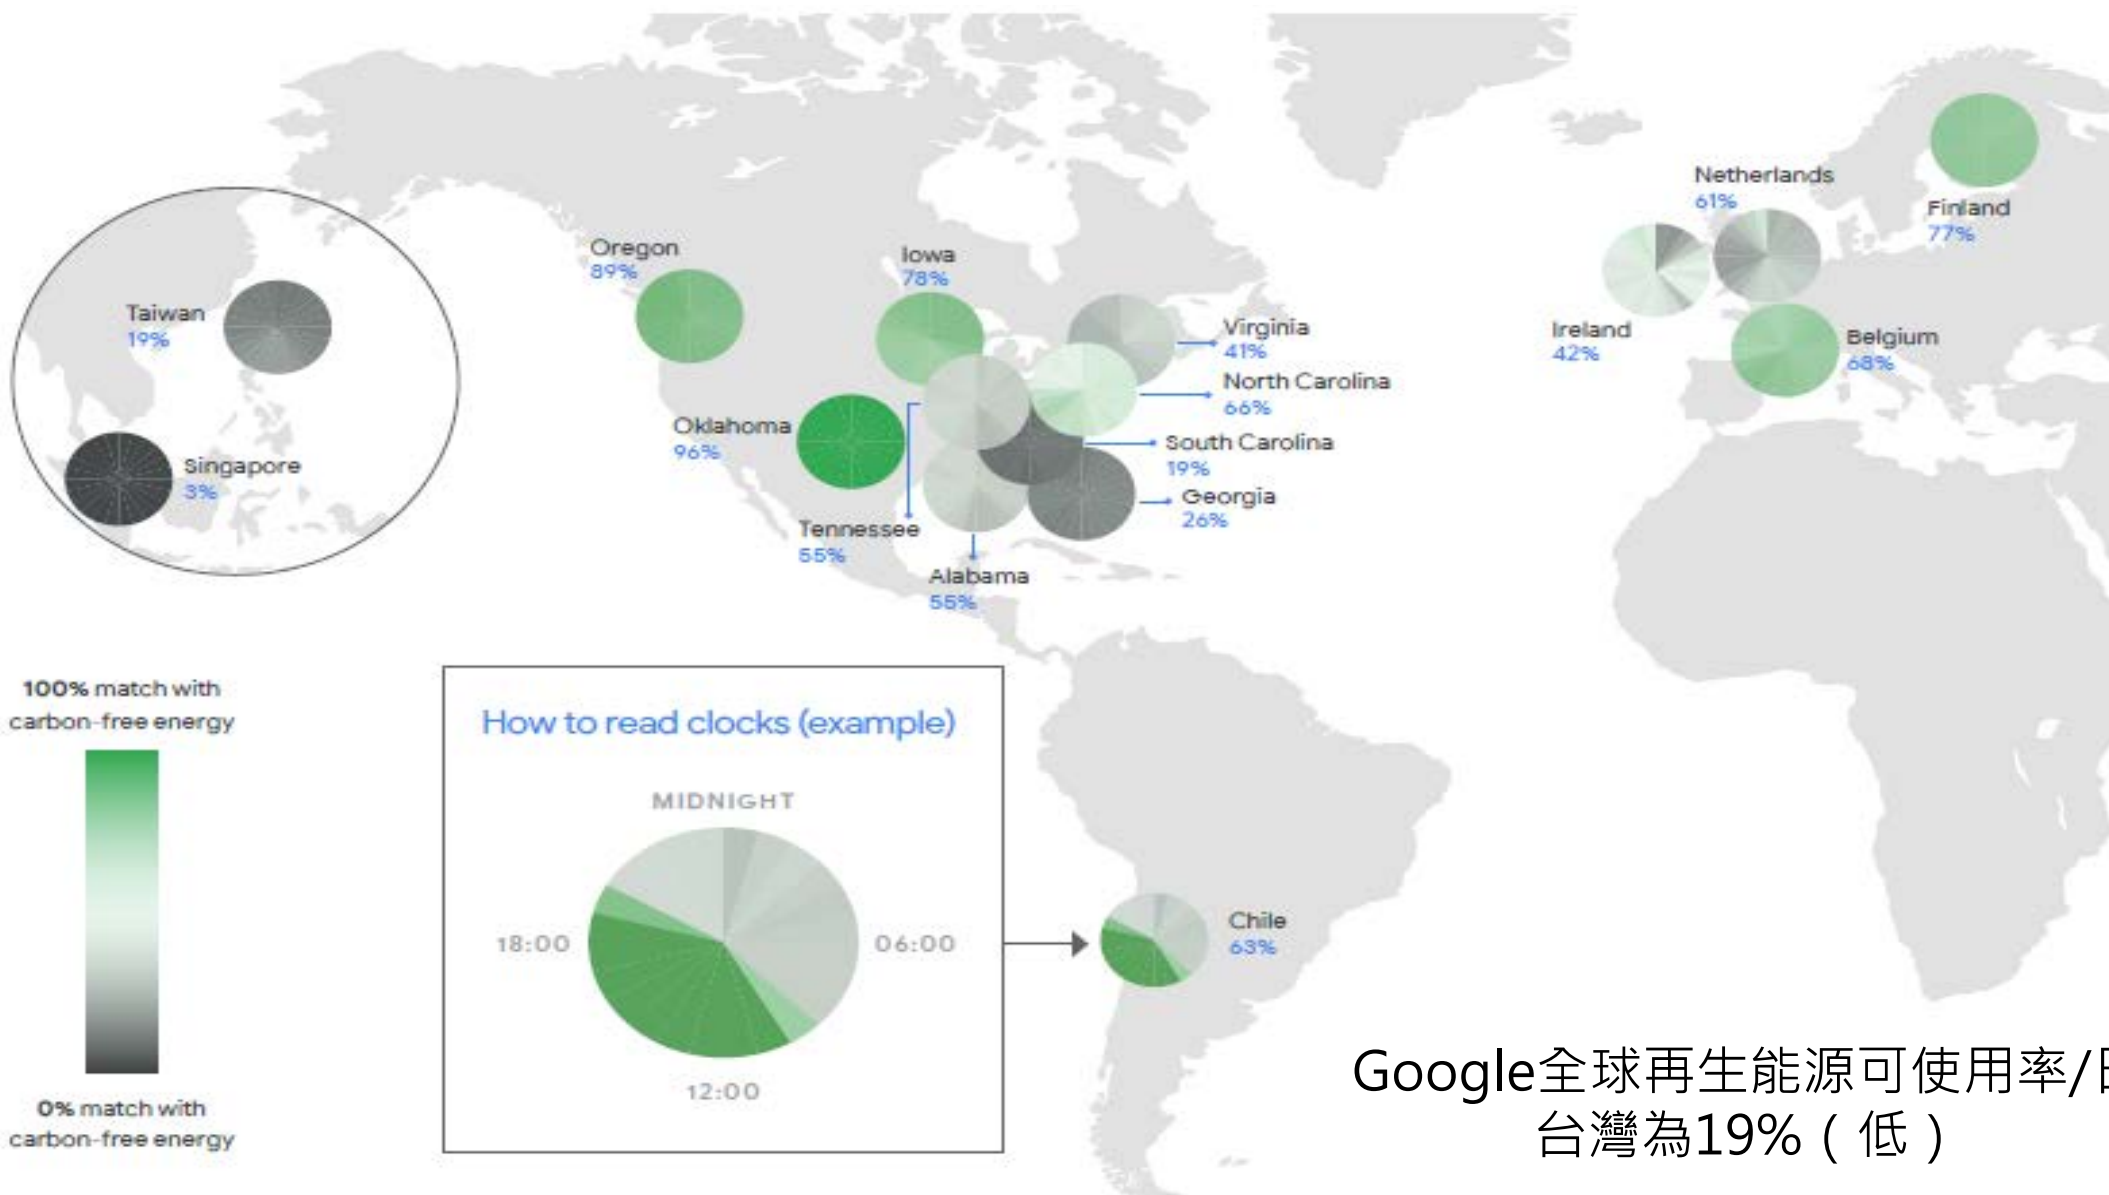 Oregon
89%
Iowa
78%
Netherlands
61%
Finland
77%
Taiwan
19%
Singapore
3%
Oklahoma
96%
Virginia
41%
North Carolina
66%
South Carolina
19%
Georgia
26%
Tennessee
55%
Alabama
55%
Ireland
42%
Belgium
68%
100% match with
carbon-free energy
0% match with
carbon-free energy
How to read clocks (example)
MIDNIGHT
18:00
06:00
12:00
Chile
63%
Google全球再生能源可使用率/
台灣為19%（低）